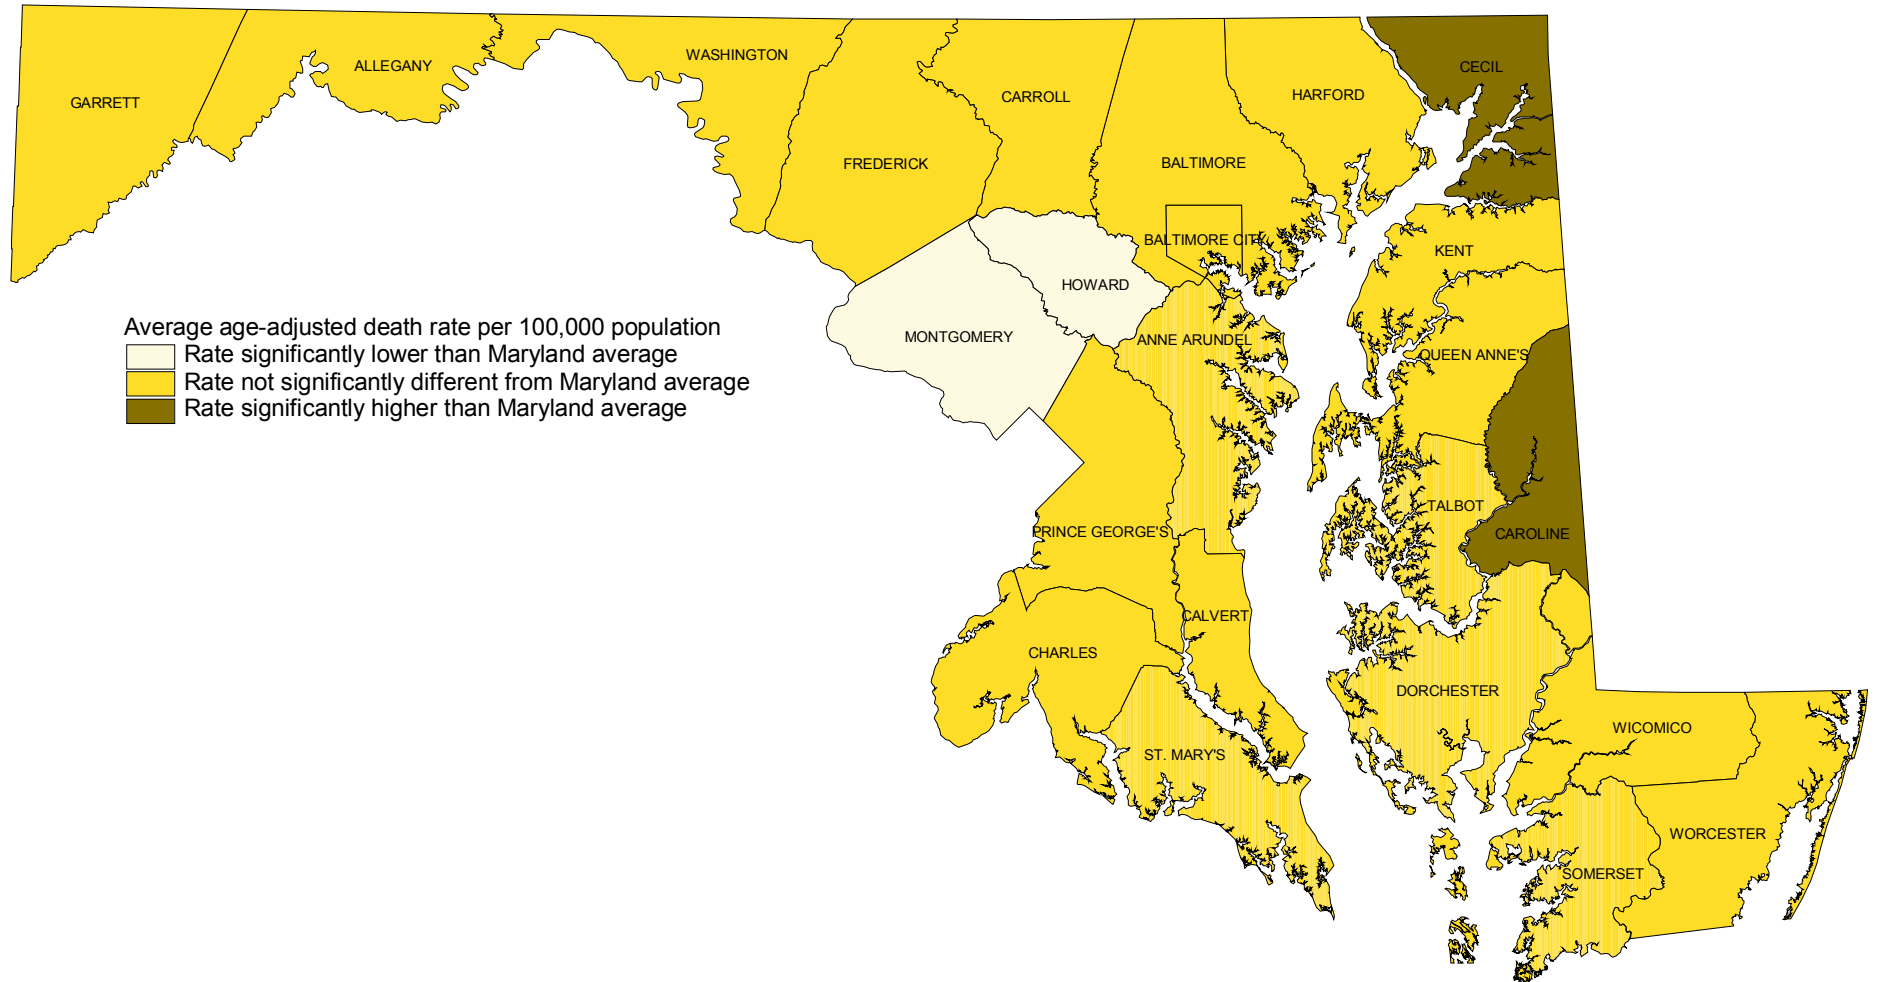 CECIL
WASHINGTON
ALLEGANY
HARFORD
CARROLL
GARRETT
BALTIMORE
FREDERICK
BALTIMORE CITY
KENT
HOWARD
Average age-adjusted death rate per 100,000 population
Rate significantly lower than Maryland average
Rate not significantly different from Maryland average
Rate significantly higher than Maryland average
MONTGOMERY
ANNE ARUNDEL
QUEEN ANNE'S
TALBOT
PRINCE GEORGE'S
CAROLINE
CALVERT
CHARLES
DORCHESTER
WICOMICO
ST. MARY'S
WORCESTER
SOMERSET